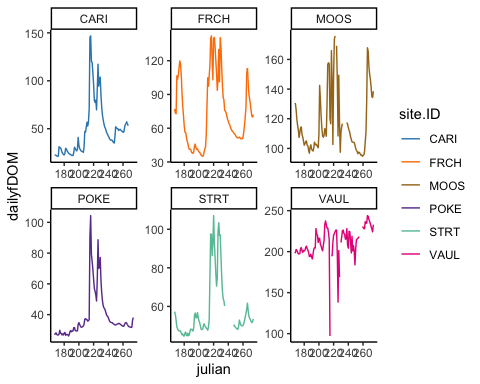 CARI FRCH MOOS
150
100
50
120
90
60
30
160
140
120
100
180 200 220 240 260 180 200 220 240 260 180 200 220 240 260
POKE STRT VAUL
100
80
60
40
100
80
60
250
200
150
100
180 200 220 240 260 180 200 220 240 260 180 200 220 240 260
julian
dailyfDOM
site.ID
CARI
FRCH
MOOS
POKE
STRT
VAUL